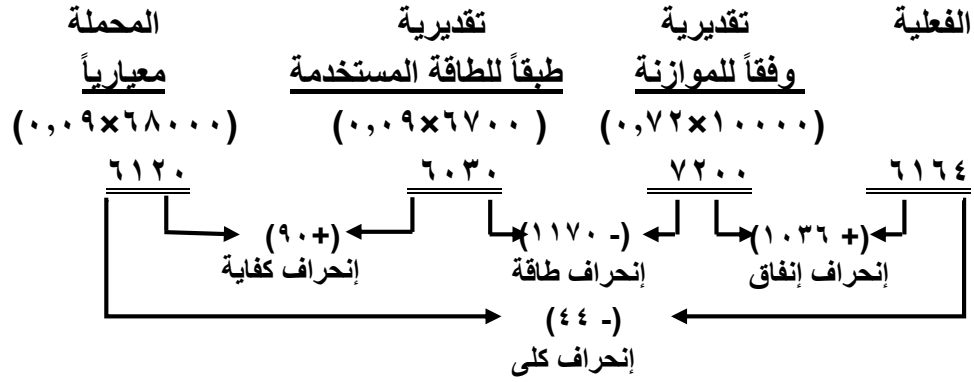 الفعلية تقديرية تقديرية المحملة
وفقاً للموازنة طبقاً للطاقة المستخدمة معيارياً
(٠,٧٢×١٠٠٠٠) (٠,٠٩×٦٧٠٠ ) (٠,٠٩×٦٨٠٠٠)
٦١٦٤ ٧٢٠٠ ٦٠٣٠ ٦١٢٠
(+ ١٠٣٦) (- ١١٧٠) (+٩٠)
إنحراف إنفاق إنحراف طاقة إنحراف كفاية
(- ٤٤)
إنحراف كلى